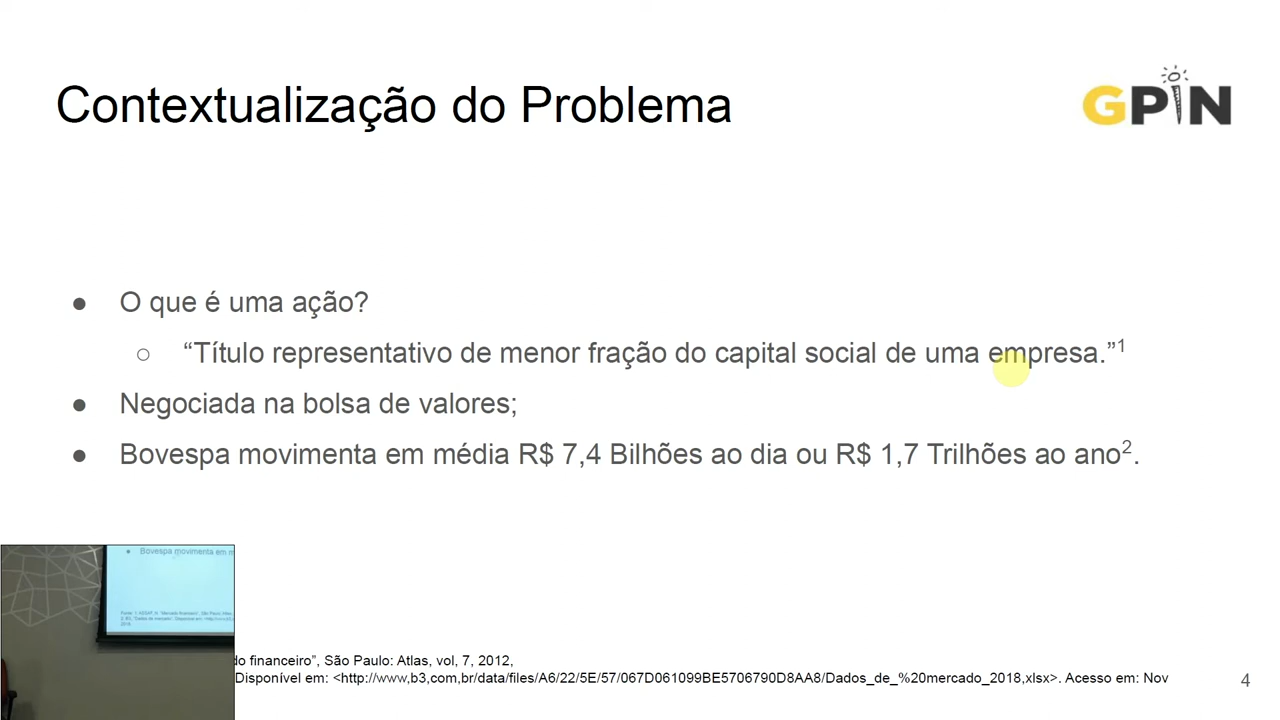 Contextualização do Problema
GPIN
● O que é uma ação?
○ “Título representativo de menor fração do capital social de uma empresa.”1
● Negociada na bolsa de valores;
● Bovespa movimenta em média R$ 7,4 Bilhões ao dia ou R$ 1,7 Trilhões ao ano2.
● Bovespa movimenta em m
do financeiro”, São Paulo: Atlas, vol, 7, 2012,
Disponível em: <http://www,b3,com,br/data/files/A6/22/5E/57/067D061099BE5706790D8AA8/Dados_de_%20mercado_2018,xlsx>. Acesso em: Nov
4